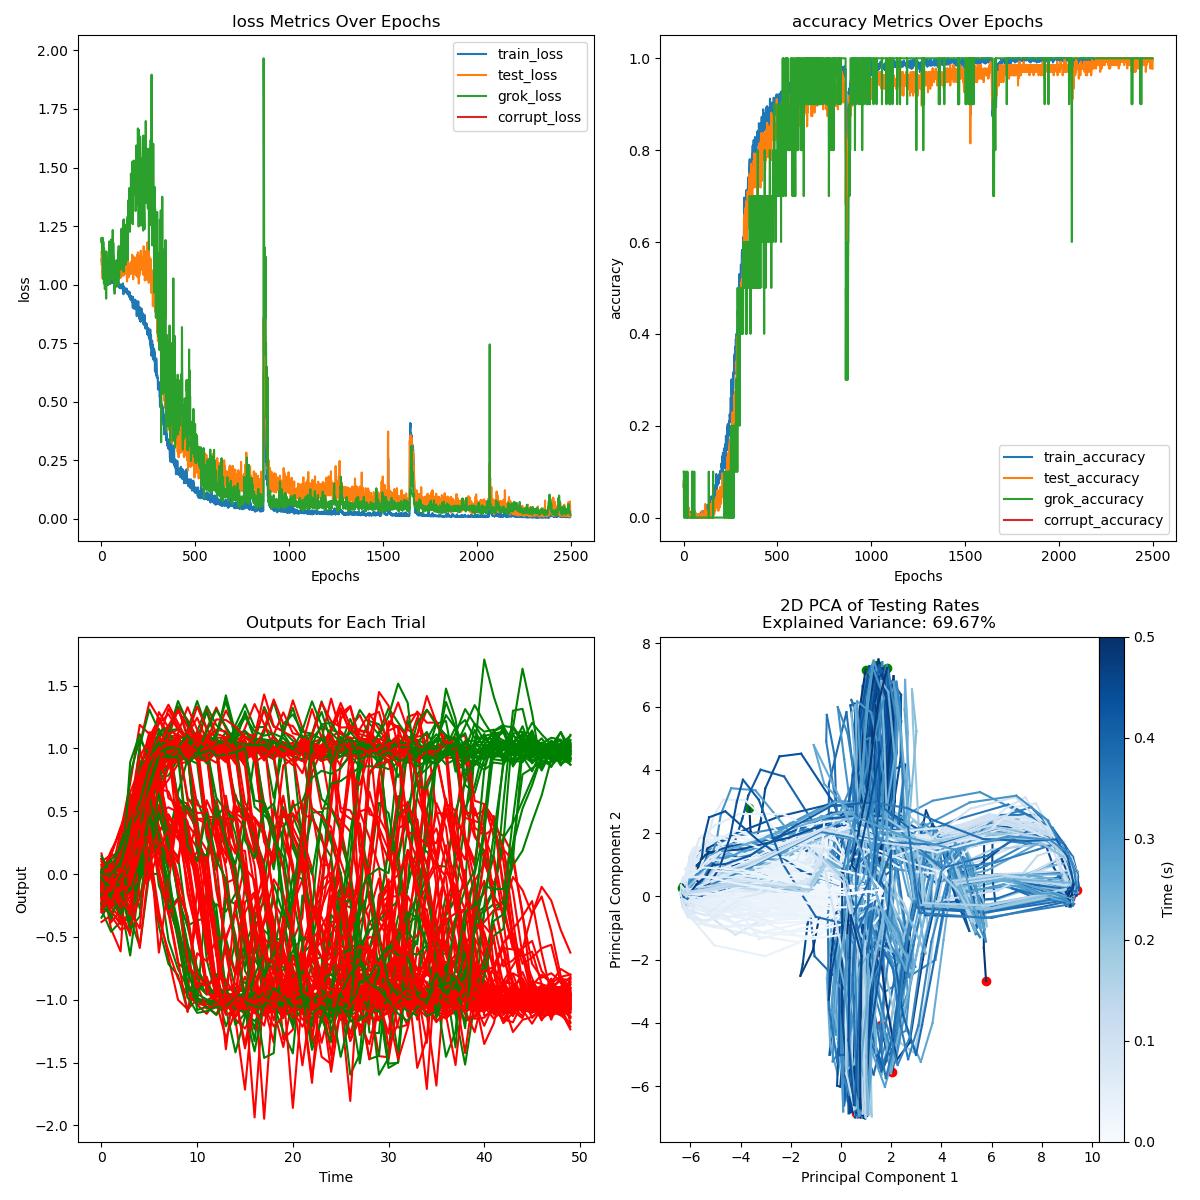 loss Metrics Over Epochs
2.00
1.75
1.50
1.25
1.00
0.75
0.50
0.25
0.00
loss
train_loss
test_loss
grok_loss
corrupt_loss
0
500
1000
1500
2000
2500
Epochs
accuracy Metrics Over Epochs
1.0
0.8
0.6
0.4
0.2
0.0
accuracy
train_accuracy
test_accuracy
grok_accuracy
corrupt_accuracy
0
500
1000
1500
2000
2500
Epochs
Outputs for Each Trial
1.5
1.0
0.5
0.0
−0.5
−1.0
−1.5
−2.0
Output
0
10
20
30
40
50
Time
2D PCA of Testing Rates
Explained Variance: 69.67%
8
6
4
2
0
−2
−4
−6
Principal Component 2
−6
−4
−2
0
2
4
6
8
10
Principal Component 1
0.5
0.4
0.3
0.2
0.1
0.0
Time (s)